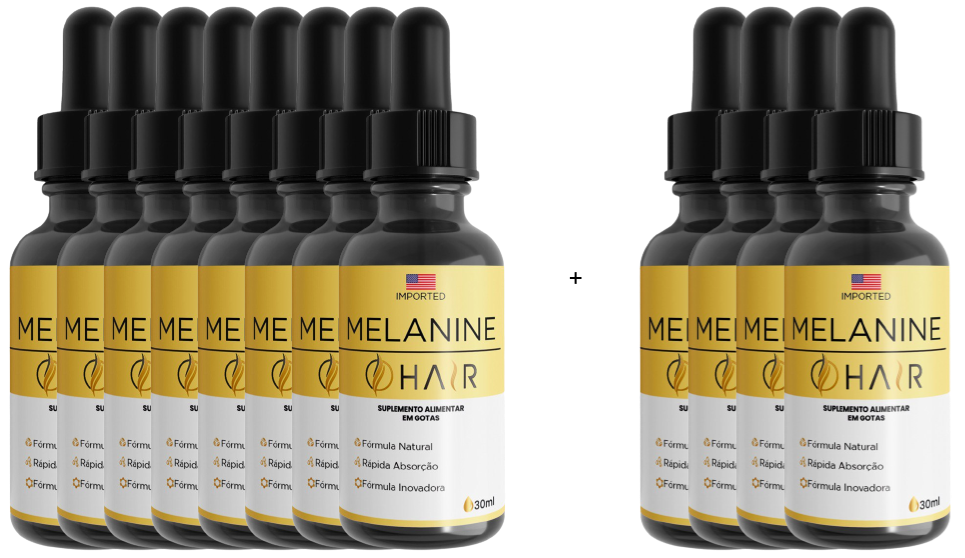 IMPORTED
MELANINE
HAIR
SUPLEMENTO ALIMENTAR
EM GOTAS
Fórmula Natural
Rápida Absorção
Fórmula Inovadora
30ml
+
IMPORTED
MELANINE
HAIR
SUPLEMENTO ALIMENTAR
EM GOTAS
Fórmula Natural
Rápida Absorção
Fórmula Inovadora
30ml